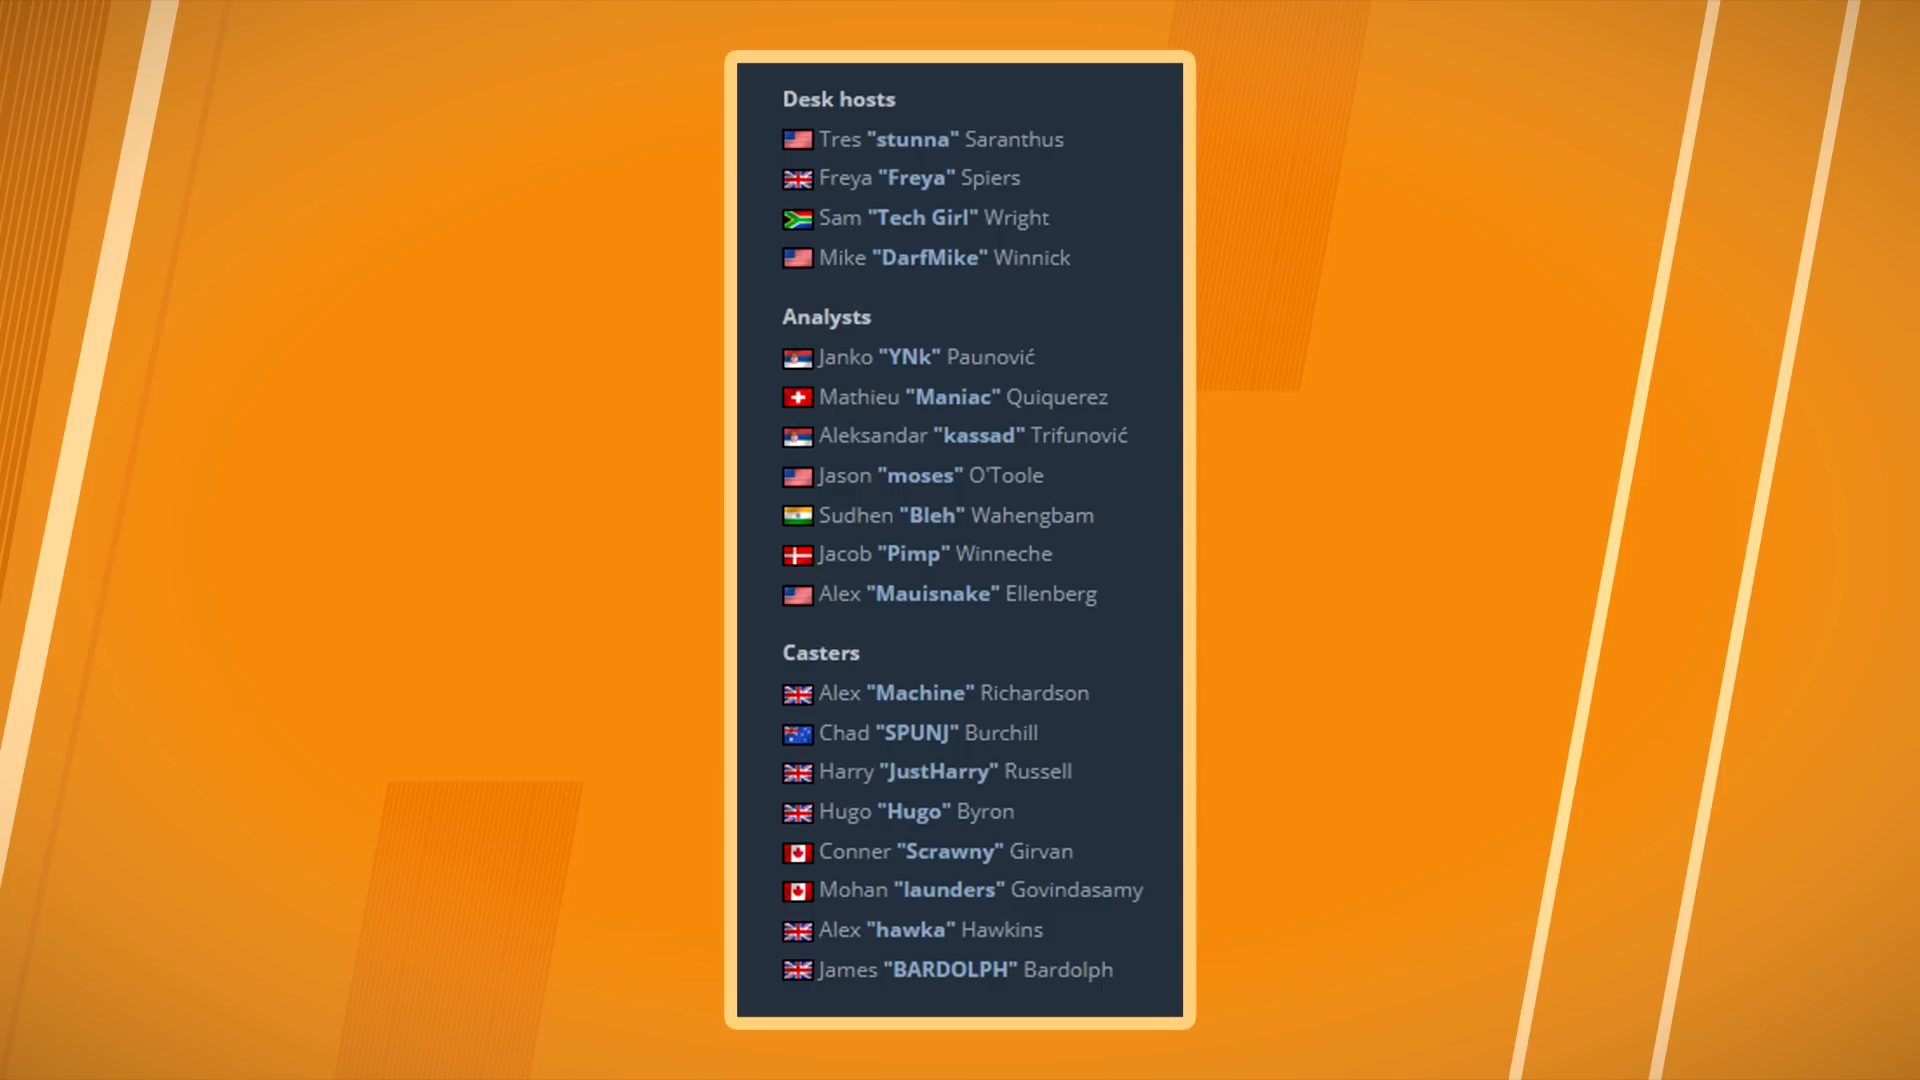 Desk hosts
Tres "stunna" Saranthus
Freya "Freya" Spiers
Sam "Tech Girl" Wright
Mike "DarfMike" Winnick
Analysts
Janko "YNk" Paunović
Mathieu "Maniac" Quiquerez
Aleksandar "kassad" Trifunović
Jason "moses" O'Toole
Sudhen "Bleh" Wahengbam
Jacob "Pimp" Winneche
Alex "Mauisnake" Ellenberg
Casters
Alex "Machine" Richardson
Chad "SPUNJ" Burchill
Harry "JustHarry" Russell
Hugo "Hugo" Byron
Conner "Scrawny" Girvan
Mohan "launders" Govindasamy
Alex "hawka" Hawkins
James "BARDOLPH" Bardolph